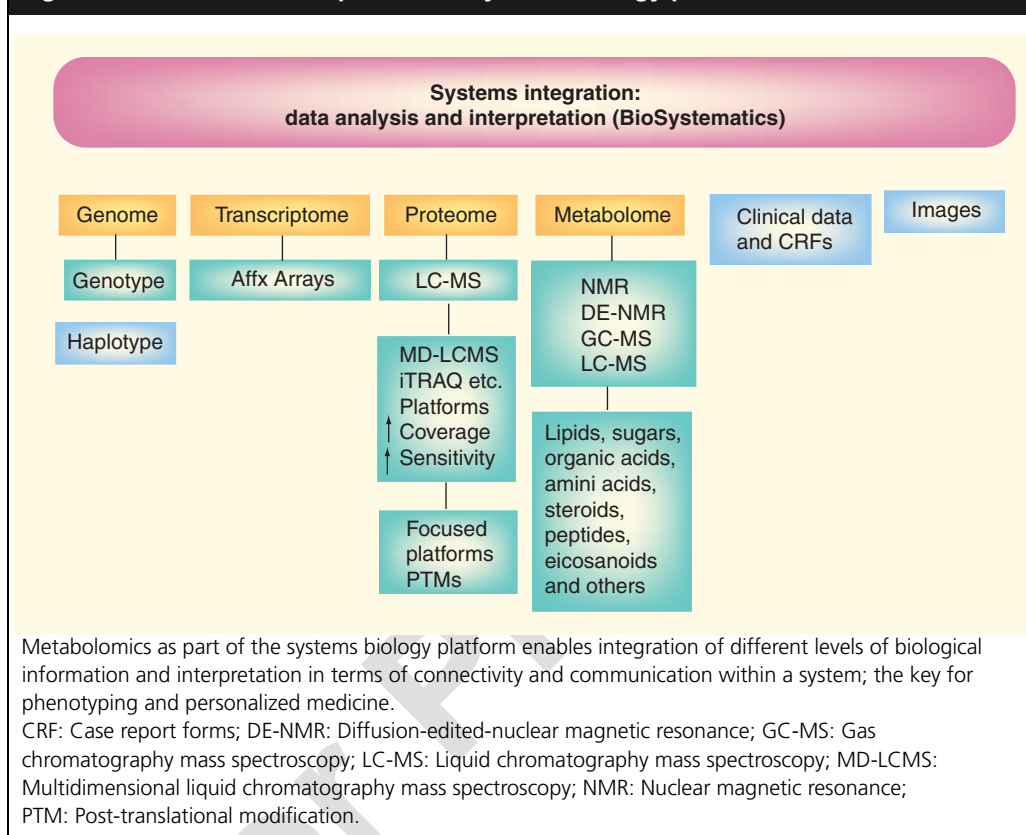 Systems integration:
data analysis and interpretation (BioSystematics)
Genome
Transcriptome
Proteome
Metabolome
Clinical data
and CRFs
Images
Genotype
Affx Arrays
LC-MS
NMR
DE-NMR
GC-MS
LC-MS
Haplotype
MD-LCMS
iTRAQ etc.
Platforms
Coverage
Sensitivity
Lipids, sugars,
organic acids,
amini acids,
steroids,
peptides,
eicosanoids
and others
Focused
platforms
PTMs
Metabolomics as part of the systems biology platform enables integration of different levels of biological
information and interpretation in terms of connectivity and communication within a system; the key for
phenotyping and personalized medicine.
CRF: Case report forms; DE-NMR: Diffusion-edited-nuclear magnetic resonance; GC-MS: Gas
chromatography mass spectroscopy; LC-MS: Liquid chromatography mass spectroscopy; MD-LCMS:
Multidimensional liquid chromatography mass spectroscopy; NMR: Nuclear magnetic resonance;
PTM: Post-translational modification.